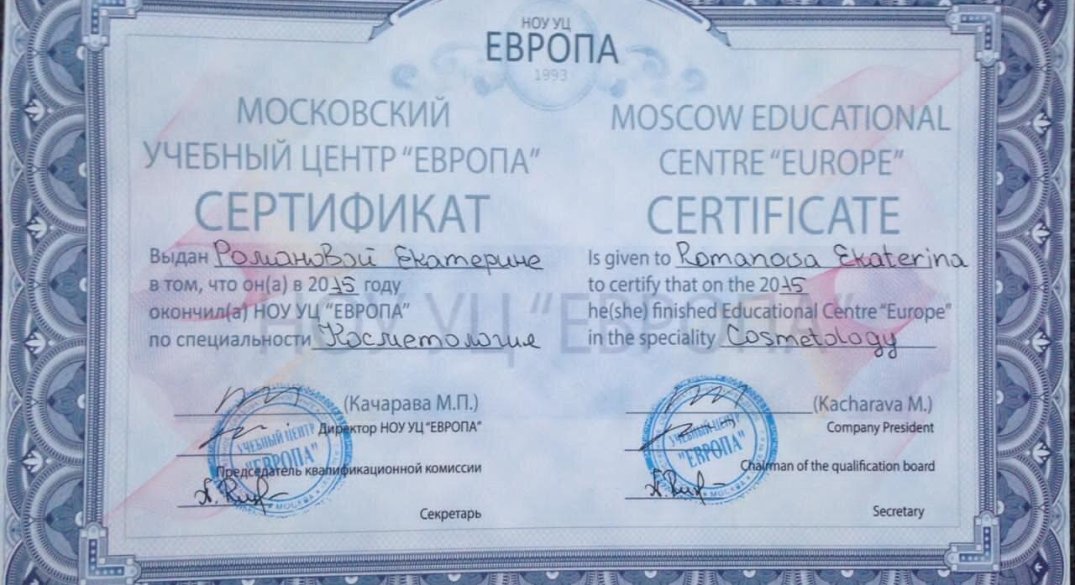 НОУ УЦ
ЕВРОПА
1993
МОСКОВСКИЙ
УЧЕБНЫЙ ЦЕНТР "ЕВРОПА"
СЕРТИФИКАТ
Выдан Романовой Екатерине
в том, что он(а) в 2015 году
окончил(а) НОУ УЦ "ЕВРОПА"
по специальности Косметология
(Качарава М.П.)
Директор НОУ УЦ "ЕВРОПА"
Председатель квалификационной комиссии
Секретарь
MOSCOW EDUCATIONAL
CENTRE "EUROPE"
CERTIFICATE
Is given to Romanova Ekaterina
to certify that on the 2015
he(she) finished Educational Centre "Europe"
in the speciality Cosmetology
(Kacharava M.)
Company President
Chairman of the qualification board
Secretary
НОУ УЦ "ЕВРОПА"
УЧЕБНЫЙ ЦЕНТР
"ЕВРОПА"
МОСКВА
УЧЕБНЫЙ ЦЕНТР
"ЕВРОПА"
МОСКВА